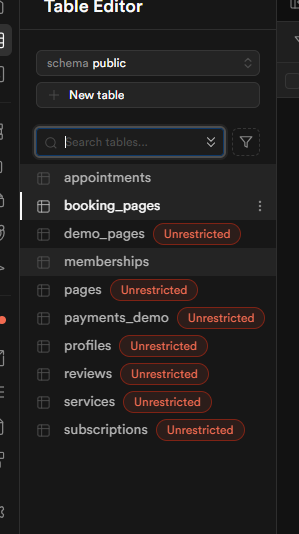 Table Editor
schema public
New table
Search tables...
appointments
booking_pages
demo_pages Unrestricted
memberships
pages Unrestricted
payments_demo Unrestricted
profiles Unrestricted
reviews Unrestricted
services Unrestricted
subscriptions Unrestricted